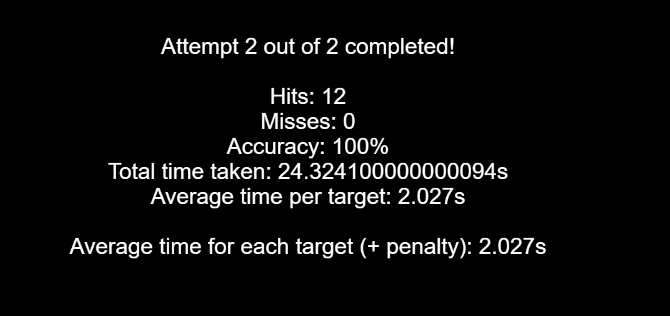 Attempt 2 out of 2 completed!
Hits: 12
Misses: 0
Accuracy: 100%
Total time taken: 24.324100000000094s
Average time per target: 2.027s
Average time for each target (+ penalty): 2.027s